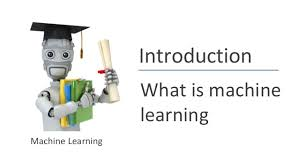 Introduction
What is machine
learning
Machine Learning